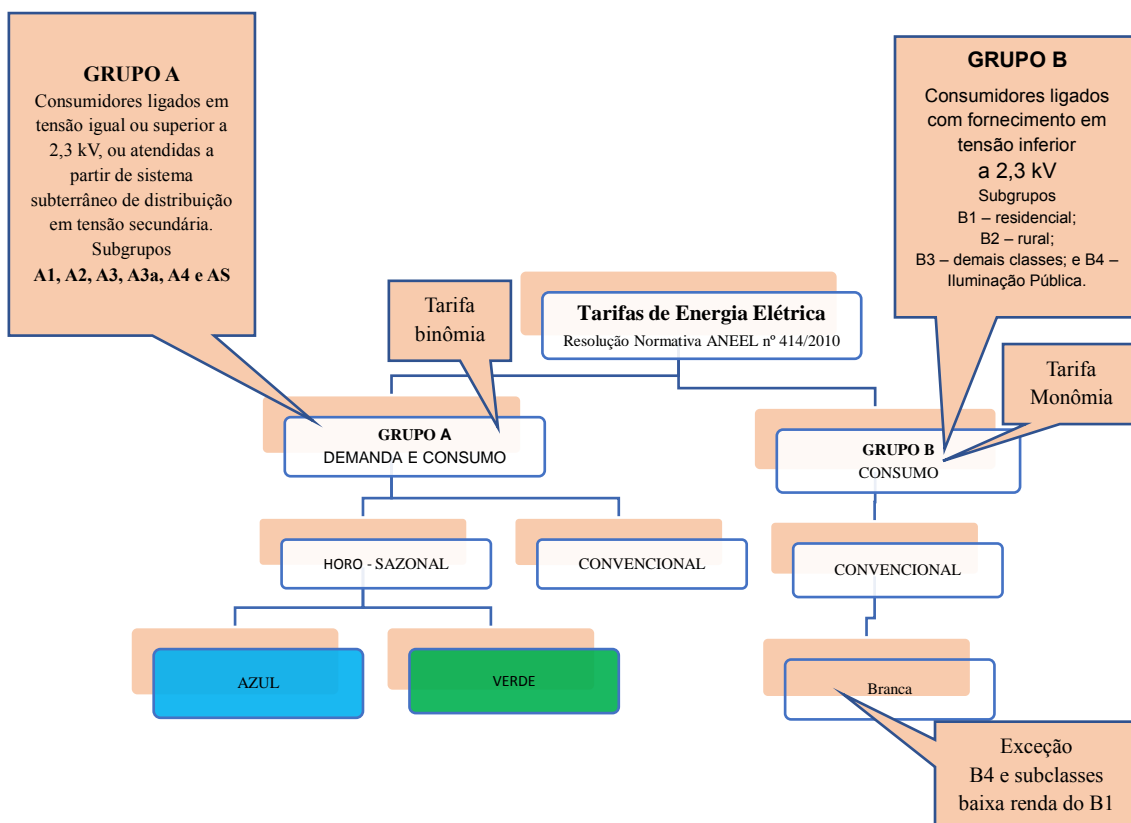 GRUPO A
Consumidores ligados em
tensão igual ou superior a
2,3 kV, ou atendidas a
partir de sistema
subterrâneo de distribuição
em tensão secundária.
Subgrupos
A1, A2, A3, A3a, A4 e AS
GRUPO B
Consumidores ligados
com fornecimento em
tensão inferior
a 2,3 kV
Subgrupos
B1 – residencial;
B2 – rural;
B3 – demais classes; e B4 –
Iluminação Pública.
Tarifa
binômia
Tarifas de Energia Elétrica
Resolução Normativa ANEEL nº 414/2010
Tarifa
Monômia
GRUPO A
DEMANDA E CONSUMO
GRUPO B
CONSUMO
HORO - SAZONAL
CONVENCIONAL
CONVENCIONAL
AZUL
VERDE
Branca
Exceção
B4 e subclasses
baixa renda do B1